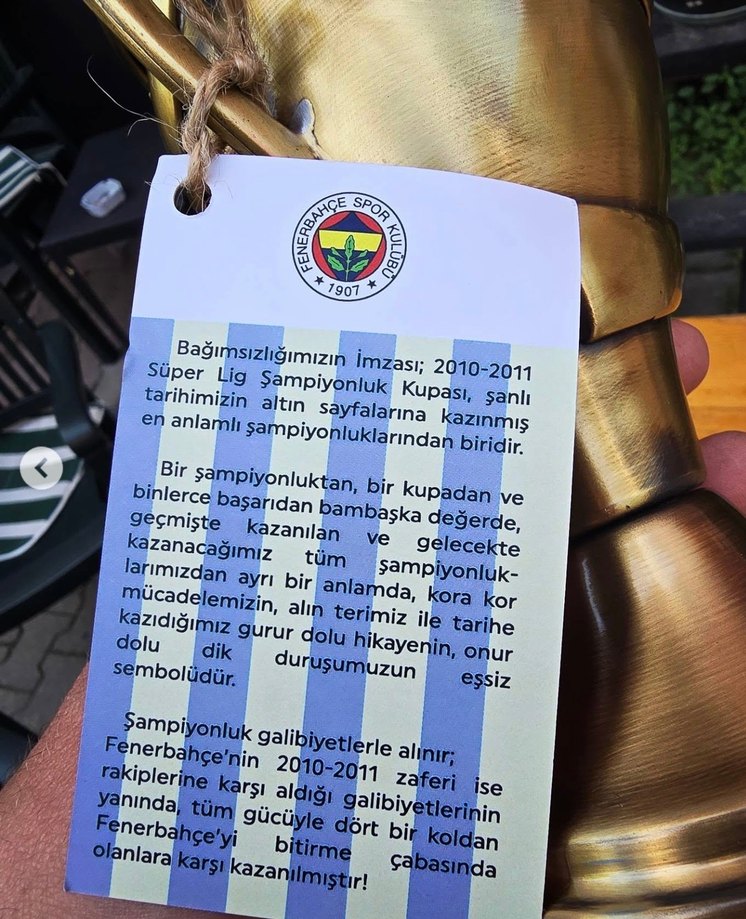 FENERBAHÇE SPOR KULÜBÜ
★ 1907 ★
Bağımsızlığımızın İmzası; 2010-2011
Süper Lig Şampiyonluk Kupası, şanlı
tarihimizin altın sayfalarına kazınmış
en anlamlı şampiyonluklarından biridir.
Bir şampiyonluktan, bir kupadan ve
binlerce başarıdan bambaşka değerde,
geçmişte kazanılan ve gelecekte
kazanacağımız tüm şampiyonluk-
larımızdan ayrı bir anlamda, kora kor
mücadelemizin, alın terimiz ile tarihe
kazıdığımız gurur dolu hikayenin, onur
dolu dik duruşumuzun eşsiz
sembolüdür.
Şampiyonluk galibiyetlerle alınır;
Fenerbahçe'nin 2010-2011 zaferi ise
rakiplerine karşı aldığı galibiyetlerinin
yanında, tüm gücüyle dört bir koldan
Fenerbahçe'yi bitirme çabasında
olanlara karşı kazanılmıştır!